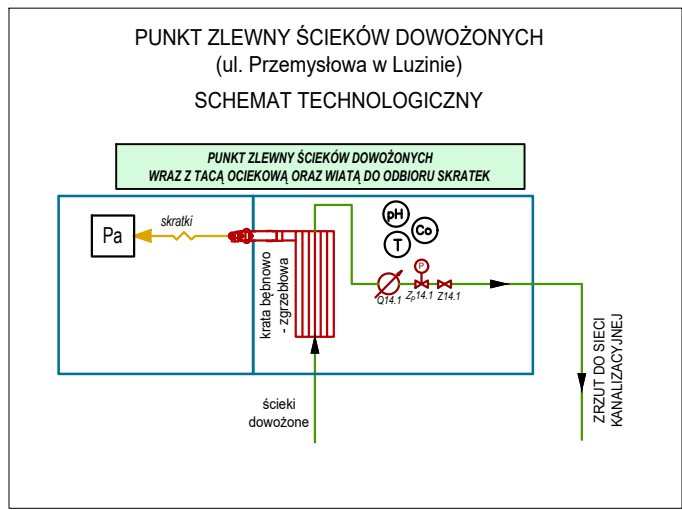 PUNKT ZLEWNY ŚCIEKÓW DOWOŻONYCH
(ul. Przemysłowa w Luzinie)
SCHEMAT TECHNOLOGICZNY
PUNKT ZLEWNY ŚCIEKÓW DOWOŻONYCH
WRAZ Z TACĄ OCIEKOWĄ ORAZ WIATĄ DO ODBIORU SKRATEK
Pa
skratki
krata bębnowo
- zgrzebłowa
pH
Co
T
P
Q14.1
Zp14.1
Z14.1
ścieki
dowożone
ZRZUT DO SIECI
KANALIZACYJNEJ